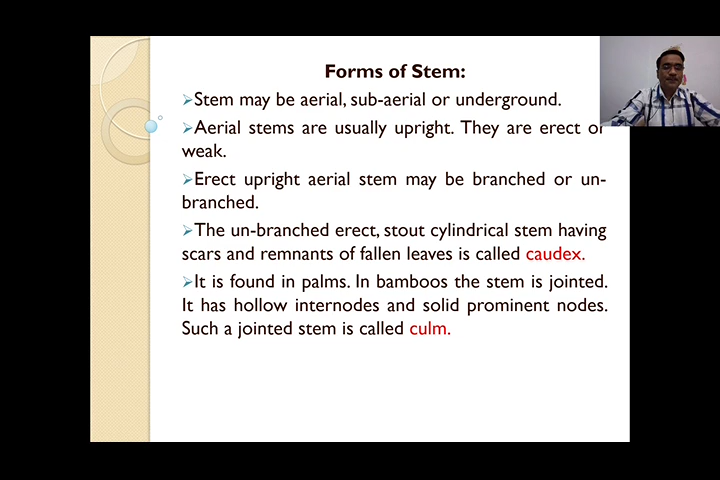 Forms of Stem:
➢Stem may be aerial, sub-aerial or underground.
➢Aerial stems are usually upright. They are erect or
weak.
➢Erect upright aerial stem may be branched or un-
branched.
➢The un-branched erect, stout cylindrical stem having
scars and remnants of fallen leaves is called caudex.
➢It is found in palms. In bamboos the stem is jointed.
It has hollow internodes and solid prominent nodes.
Such a jointed stem is called culm.